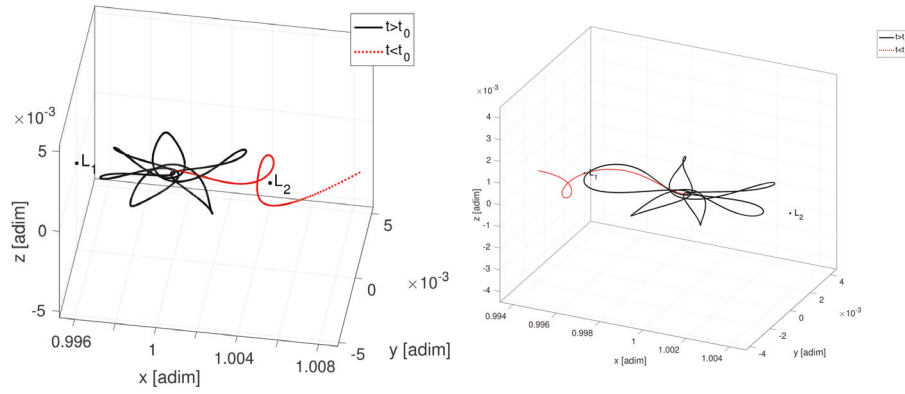 t>t0
t<t0
×10-3
5
0
-5
z [adim]
L1
L2
0.996
1
1.004
1.008
x [adim]
5
0
-5
×10-3
y [adim]
t>t
t<t
×10-3
4
3
2
1
0
-1
-2
-3
-4
z [adim]
L1
L2
0.994
0.996
0.998
1
1.002
1.004
x [adim]
4
2
0
-2
-4
×10-3
y [adim]